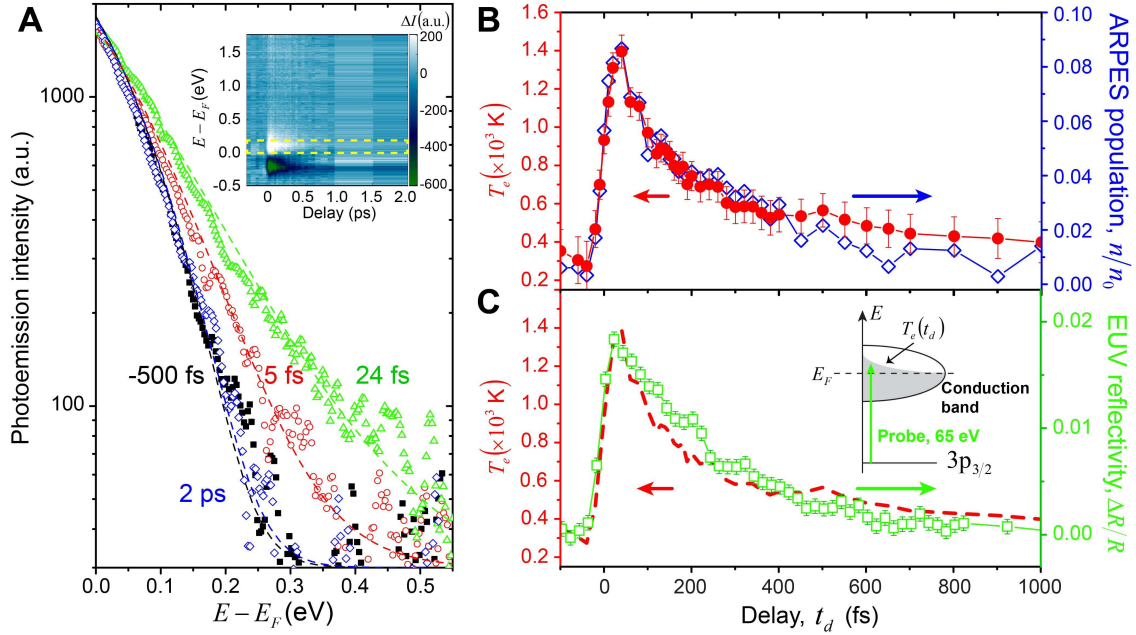 A
Photoemission intensity (a.u.)
1000
100
0.0 0.1 0.2 0.3 0.4 0.5
E − E_F (eV)
-500 fs
5 fs
24 fs
2 ps
ΔI (a.u.)
200
0
-200
-400
-600
E − E_F (eV)
1.5
1.0
0.5
0.0
-0.5
0.0 0.5 1.0 1.5 2.0
Delay (ps)
B
T_e (×10³ K)
1.6
1.4
1.2
1.0
0.8
0.6
0.4
0.2
0.10
0.08
0.06
0.04
0.02
0.00
ARPES population, n/n₀
C
T_e (×10³ K)
1.4
1.2
1.0
0.8
0.6
0.4
0.2
0.02
0.01
0.00
EUV reflectivity, ΔR/R
E
T_e(t_d)
E_F
Conduction
band
Probe, 65 eV
3p₃/₂
0 200 400 600 800 1000
Delay, t_d (fs)